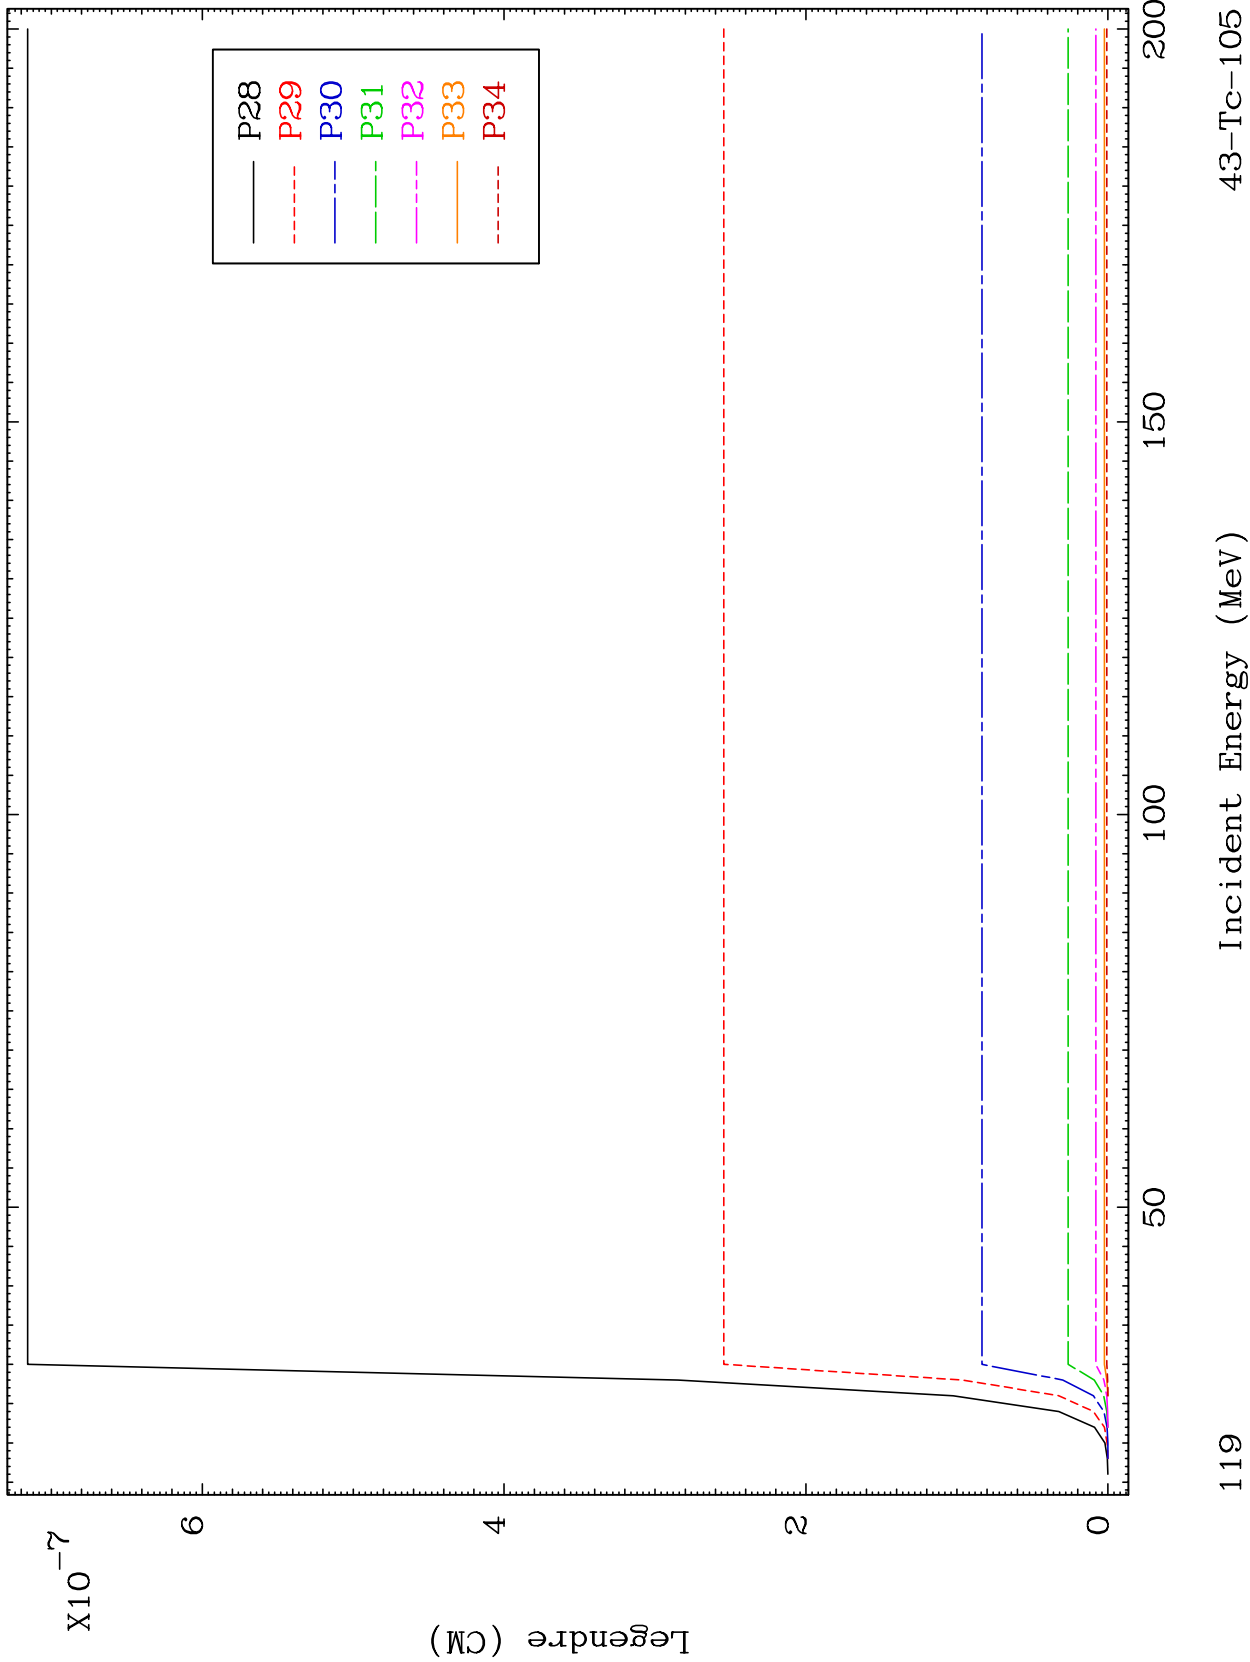 X10-7
6
4
2
0
Legendre (CM)
P28
P29
P30
P31
P32
P33
P34
50
100
150
200
Incident Energy (MeV)
119
43-Tc-105